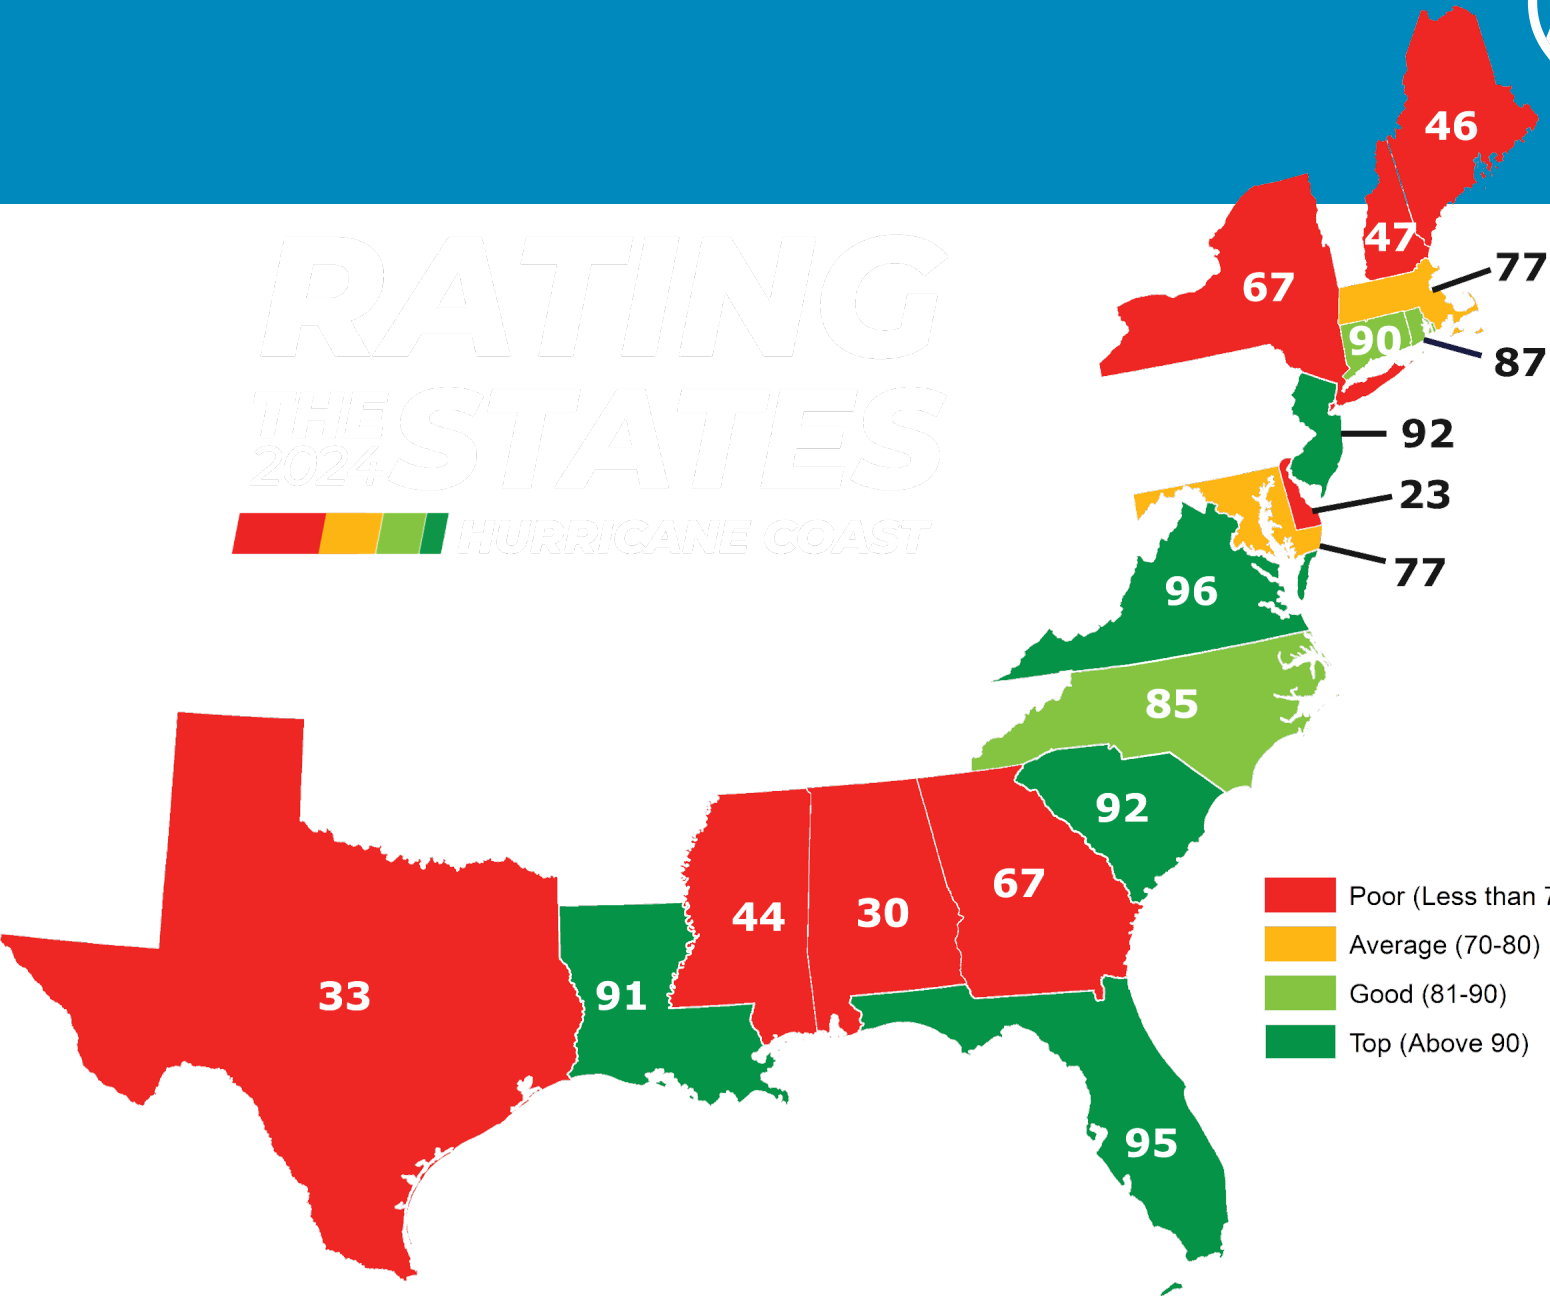 RATING
THE
2024
STATES
HURRICANE COAST
46
47
67
77
90
87
92
23
77
96
85
92
67
44
30
33
91
95
Poor (Less than 7
Average (70-80)
Good (81-90)
Top (Above 90)